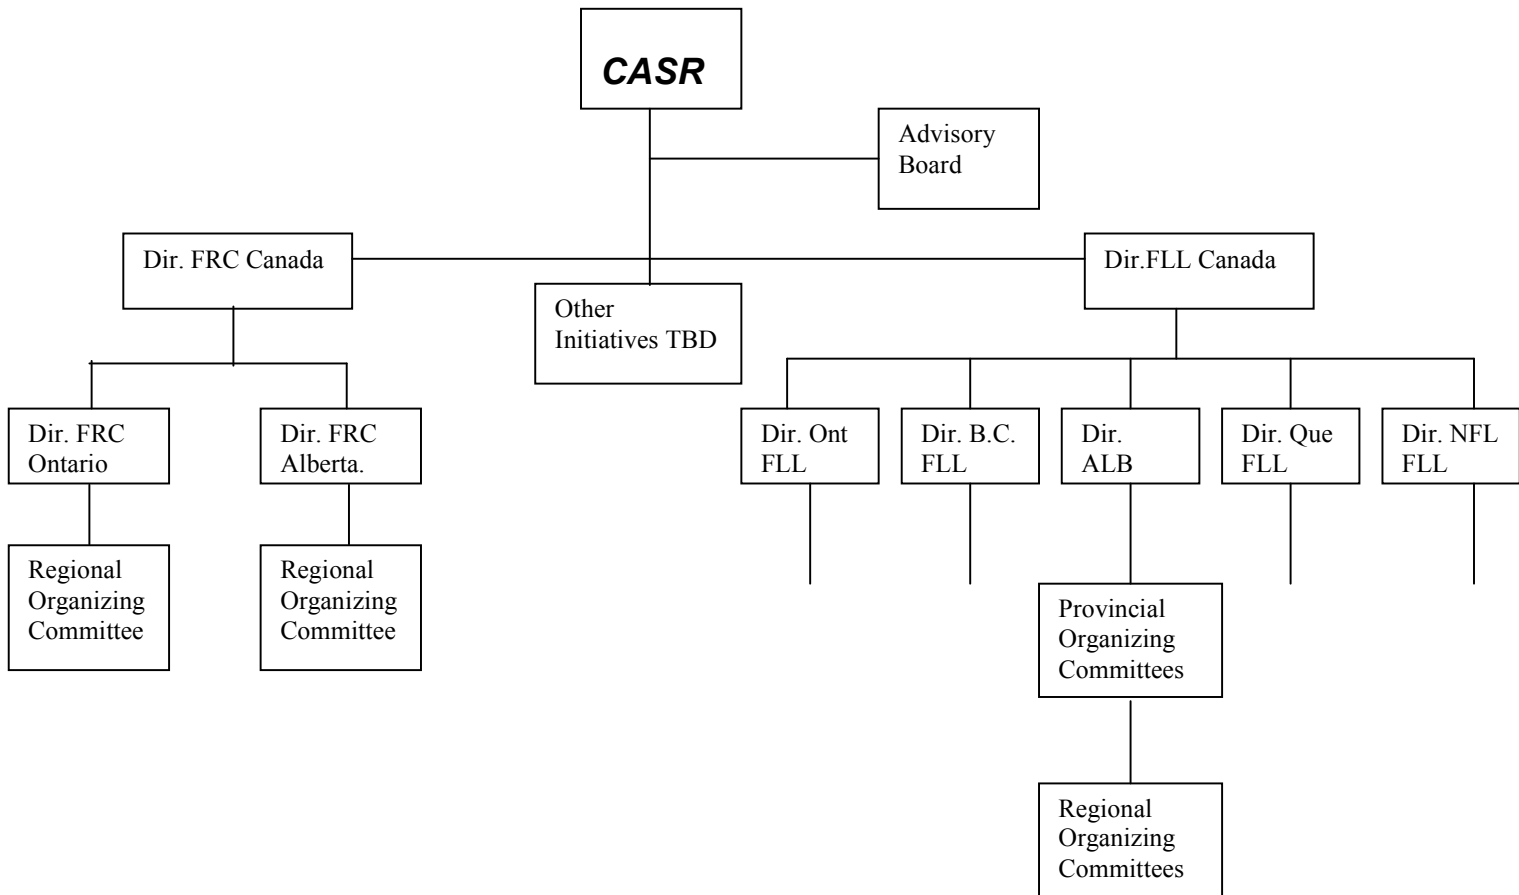 CASR
Advisory
Board
Dir. FRC Canada
Dir.FLL Canada
Other
Initiatives TBD
Dir. FRC
Ontario
Dir. FRC
Alberta.
Dir. Ont
FLL
Dir. B.C.
FLL
Dir.
ALB
Dir. Que
FLL
Dir. NFL
FLL
Regional
Organizing
Committee
Regional
Organizing
Committee
Provincial
Organizing
Committees
Regional
Organizing
Committees